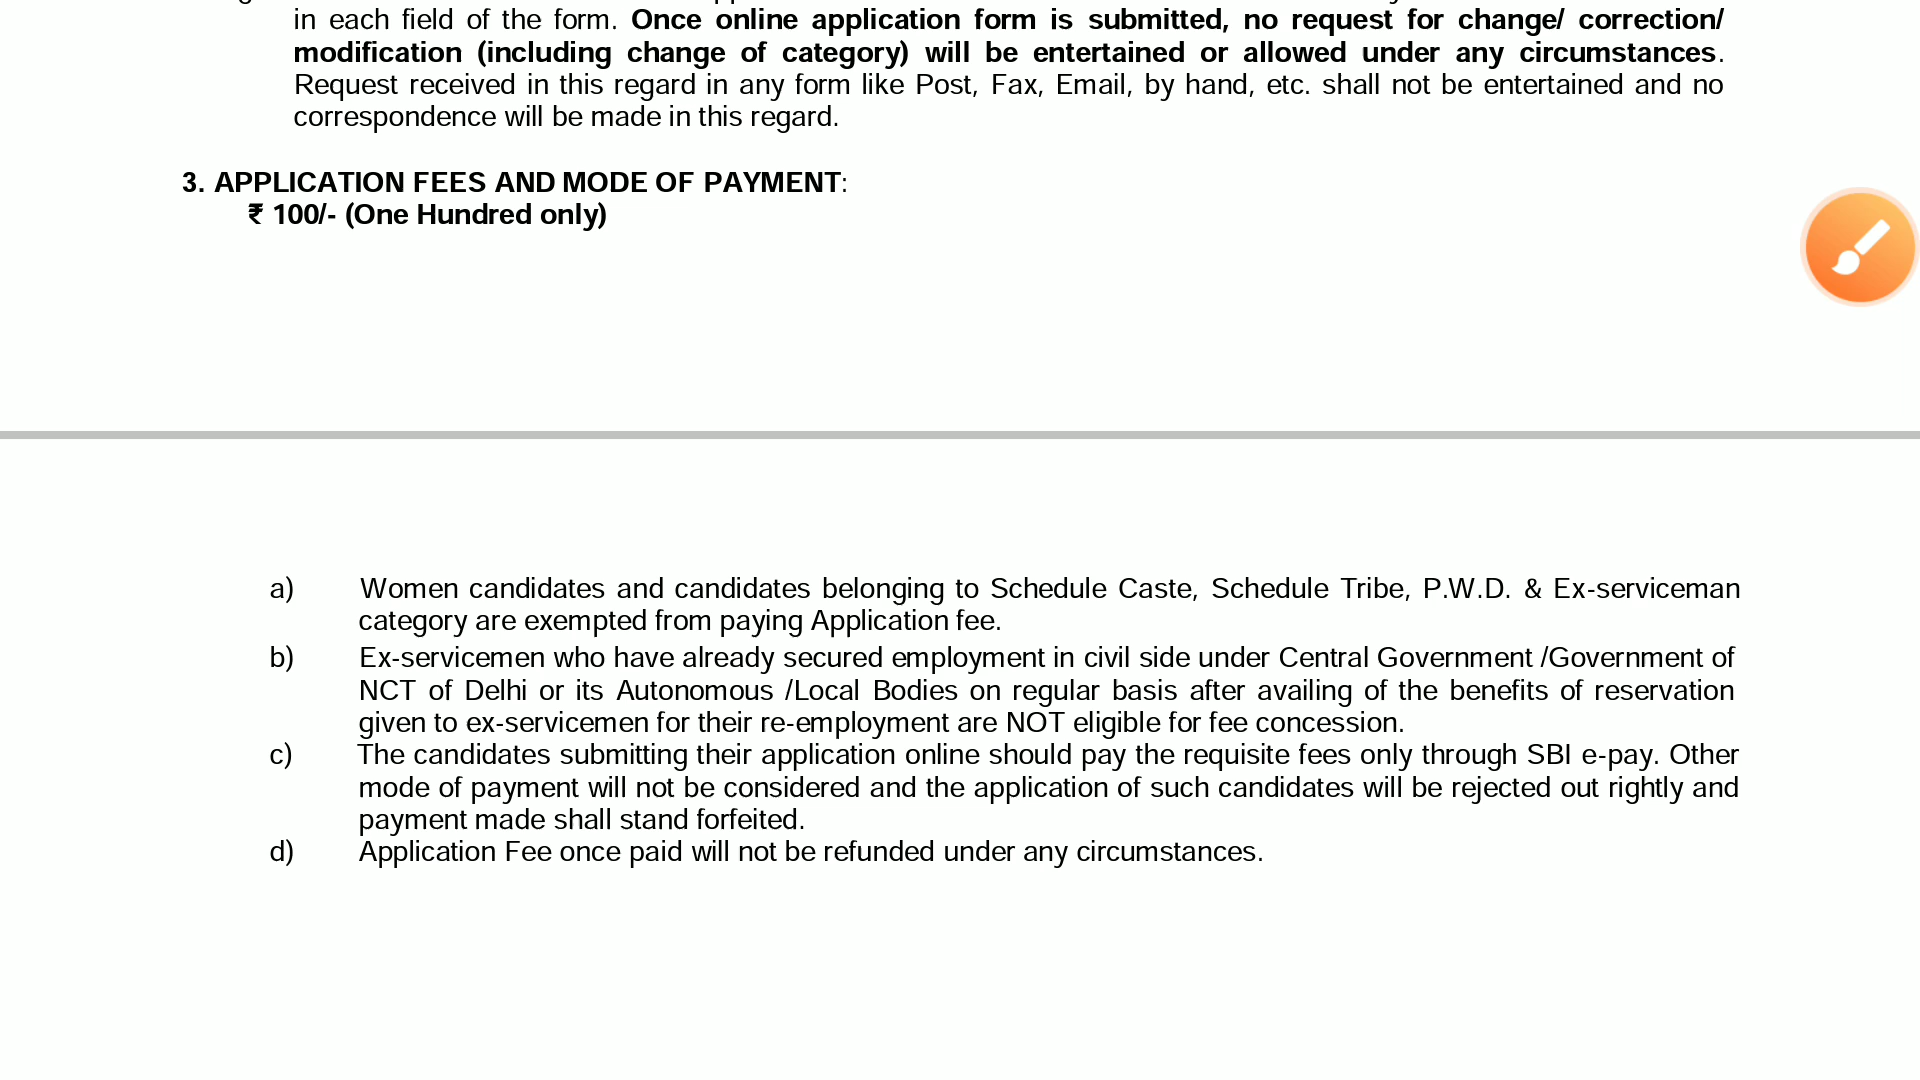 in each field of the form. Once online application form is submitted, no request for change/ correction/
modification (including change of category) will be entertained or allowed under any circumstances.
Request received in this regard in any form like Post, Fax, Email, by hand, etc. shall not be entertained and no
correspondence will be made in this regard.
3. APPLICATION FEES AND MODE OF PAYMENT:
₹ 100/- (One Hundred only)
a) Women candidates and candidates belonging to Schedule Caste, Schedule Tribe, P.W.D. & Ex-serviceman
category are exempted from paying Application fee.
b) Ex-servicemen who have already secured employment in civil side under Central Government /Government of
NCT of Delhi or its Autonomous /Local Bodies on regular basis after availing of the benefits of reservation
given to ex-servicemen for their re-employment are NOT eligible for fee concession.
c) The candidates submitting their application online should pay the requisite fees only through SBI e-pay. Other
mode of payment will not be considered and the application of such candidates will be rejected out rightly and
payment made shall stand forfeited.
d) Application Fee once paid will not be refunded under any circumstances.